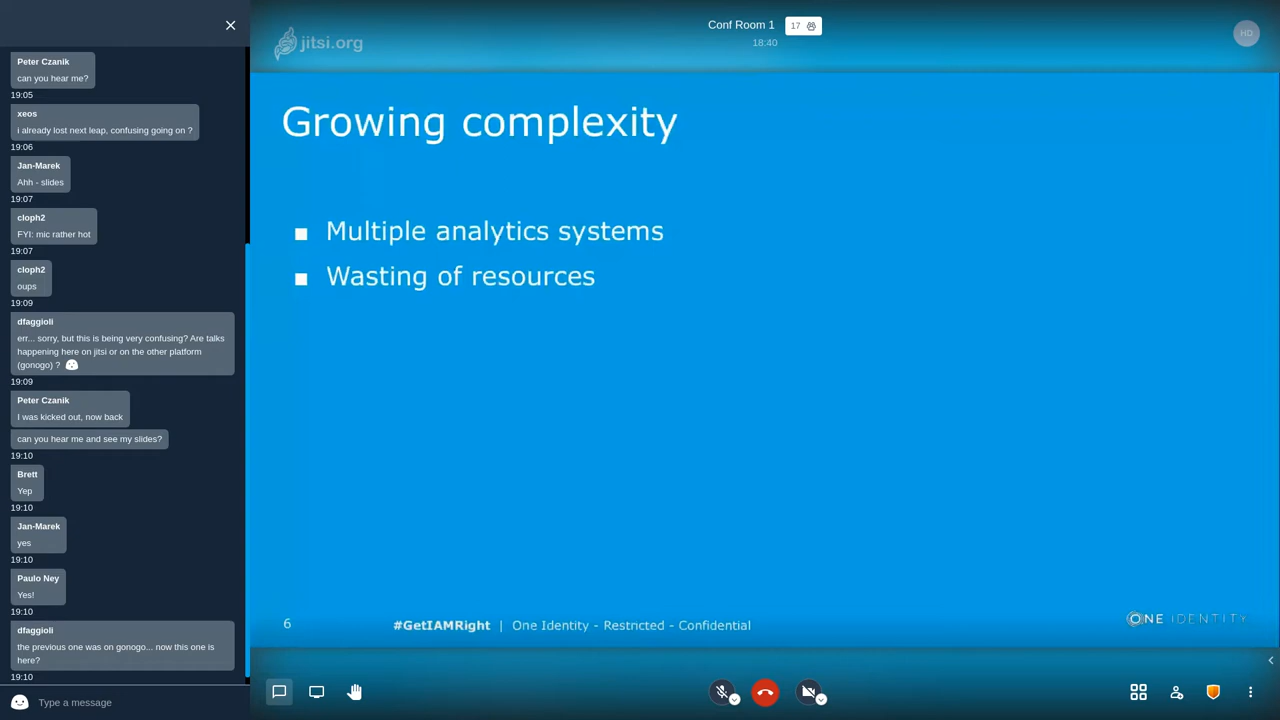 Peter Czanik
can you hear me?
19:05
xeos
i already lost next leap, confusing going on ?
19:06
Jan-Marek
Ahh - slides
19:07
cloph2
FYI: mic rather hot
19:07
cloph2
oups
19:09
dfaggioli
err... sorry, but this is being very confusing? Are talks
happening here on jitsi or on the other platform
(gonogo) ?
19:09
Peter Czanik
I was kicked out, now back
can you hear me and see my slides?
19:10
Brett
Yep
19:10
Jan-Marek
yes
19:10
Paulo Ney
Yes!
19:10
dfaggioli
the previous one was on gonogo... now this one is
here?
19:10
Type a message
jitsi.org
Conf Room 1
17
18:40
HD
Growing complexity
Multiple analytics systems
Wasting of resources
6
#GetIAMRight | One Identity - Restricted - Confidential
ONE IDENTITY